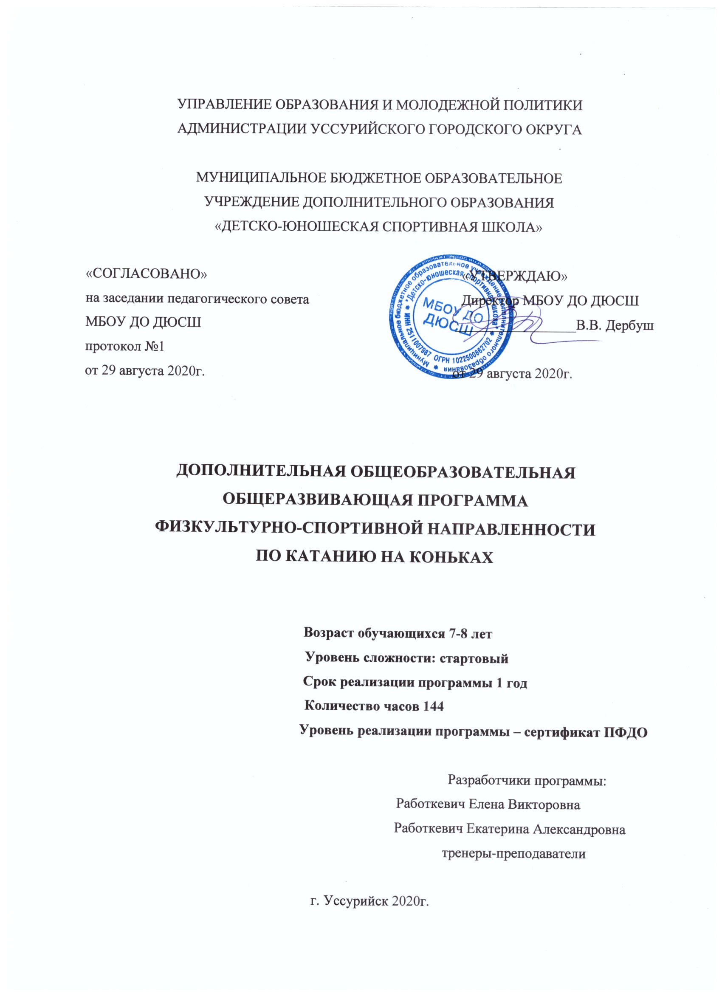 УПРАВЛЕНИЕ ОБРАЗОВАНИЯ И МОЛОДЕЖНОЙ ПОЛИТИКИ
АДМИНИСТРАЦИИ УССУРИЙСКОГО ГОРОДСКОГО ОКРУГА
МУНИЦИПАЛЬНОЕ БЮДЖЕТНОЕ ОБРАЗОВАТЕЛЬНОЕ
УЧРЕЖДЕНИЕ ДОПОЛНИТЕЛЬНОГО ОБРАЗОВАНИЯ
«ДЕТСКО-ЮНОШЕСКАЯ СПОРТИВНАЯ ШКОЛА»
«СОГЛАСОВАНО»
на заседании педагогического совета
МБОУ ДО ДЮСШ
протокол №1
от 29 августа 2020г.
«УТВЕРЖДАЮ»
Директор МБОУ ДО ДЮСШ
В.В. Дербуш
от 29 августа 2020г.
Муниципальное бюджетное образовательное учреждение дополнительного образования
"Детско-юношеская спортивная школа"
ИНН 2511007987 ОГРН 1022500862702
МБОУ ДО
ДЮСШ
ДОПОЛНИТЕЛЬНАЯ ОБЩЕОБРАЗОВАТЕЛЬНАЯ
ОБЩЕРАЗВИВАЮЩАЯ ПРОГРАММА
ФИЗКУЛЬТУРНО-СПОРТИВНОЙ НАПРАВЛЕННОСТИ
ПО КАТАНИЮ НА КОНЬКАХ
Возраст обучающихся 7-8 лет
Уровень сложности: стартовый
Срок реализации программы 1 год
Количество часов 144
Уровень реализации программы – сертификат ПФДО
Разработчики программы:
Работкевич Елена Викторовна
Работкевич Екатерина Александровна
тренеры-преподаватели
г. Уссурийск 2020г.